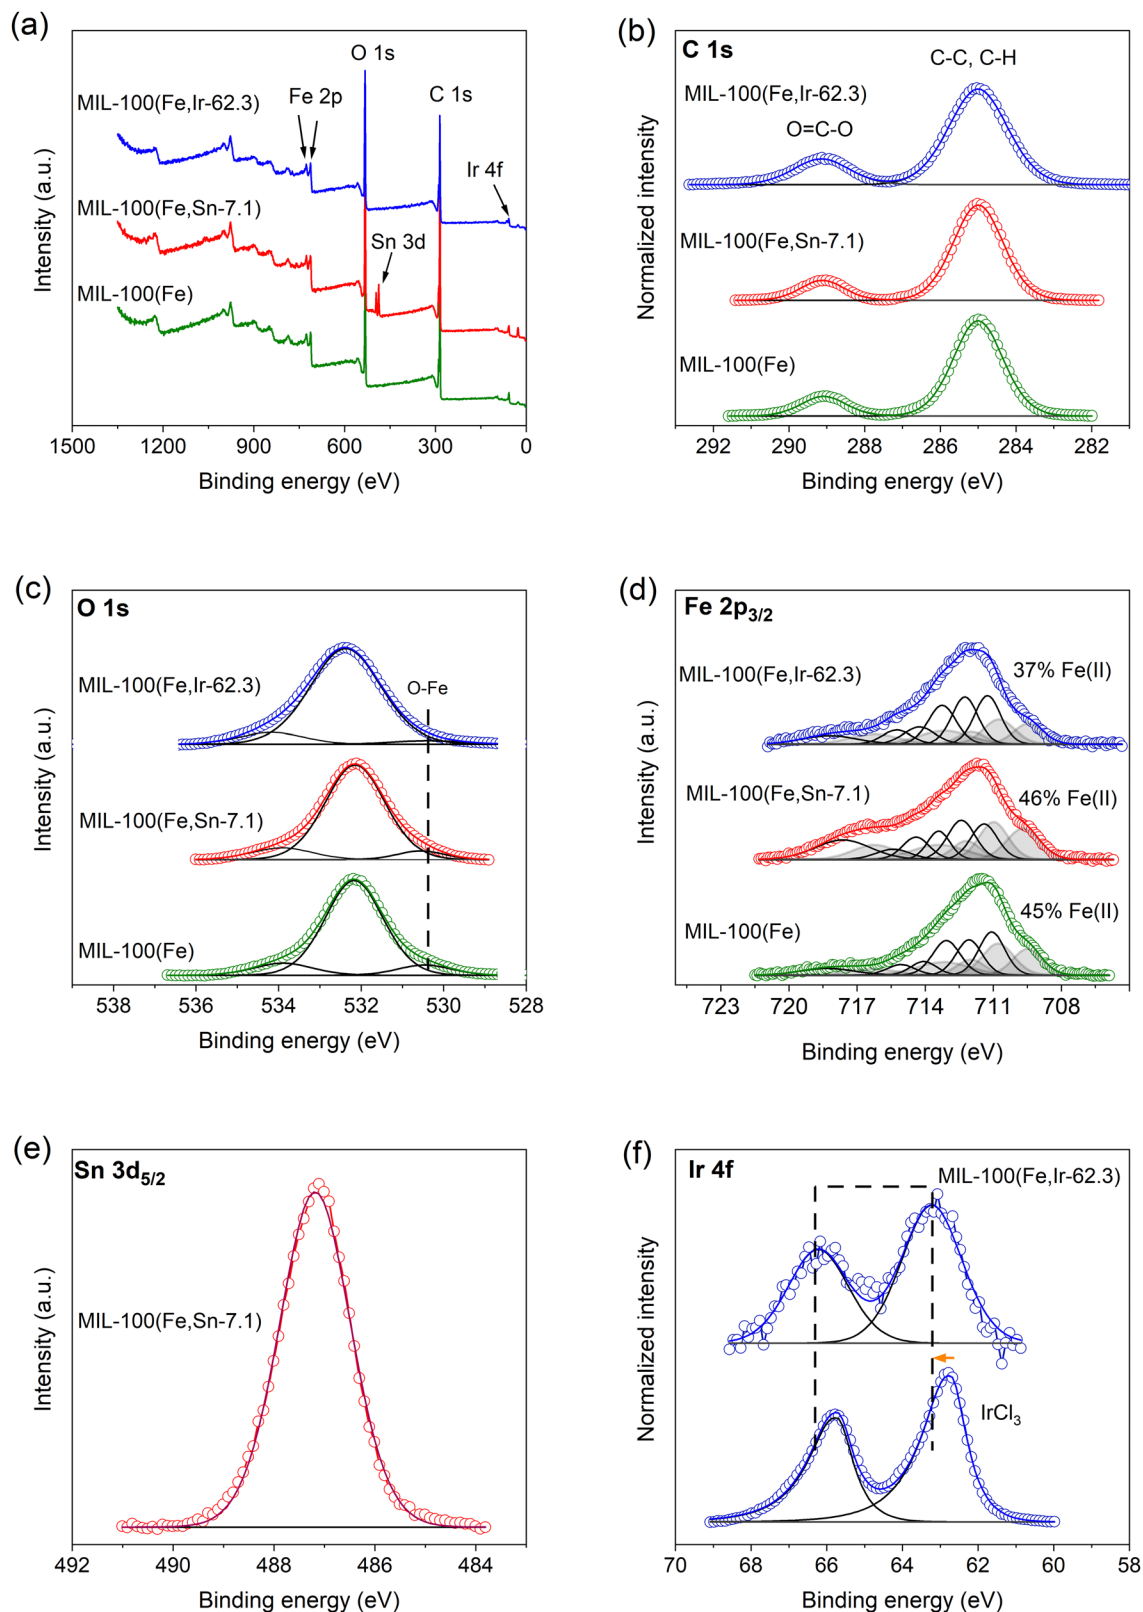 (a)
O 1s
MIL-100(Fe,Ir-62.3)
Fe 2p
C 1s
Ir 4f
MIL-100(Fe,Sn-7.1)
Sn 3d
MIL-100(Fe)
Intensity (a.u.)
1500 1200 900 600 300 0
Binding energy (eV)
(b)
C 1s
C-C, C-H
MIL-100(Fe,Ir-62.3)
O=C-O
MIL-100(Fe,Sn-7.1)
MIL-100(Fe)
Normalized intensity
292 290 288 286 284 282
Binding energy (eV)
(c)
O 1s
MIL-100(Fe,Ir-62.3)
O-Fe
MIL-100(Fe,Sn-7.1)
MIL-100(Fe)
538 536 534 532 530 528
Binding energy (eV)
(d)
Fe 2p3/2
MIL-100(Fe,Ir-62.3)
37% Fe(II)
MIL-100(Fe,Sn-7.1)
46% Fe(II)
45% Fe(II)
MIL-100(Fe)
Intensity (a.u.)
723 720 717 714 711 708
Binding energy (eV)
(e)
Sn 3d5/2
MIL-100(Fe,Sn-7.1)
Intensity (a.u.)
492 490 488 486 484
Binding energy (eV)
(f)
Ir 4f
MIL-100(Fe,Ir-62.3)
IrCl3
Normalized intensity
70 68 66 64 62 60 58
Binding energy (eV)